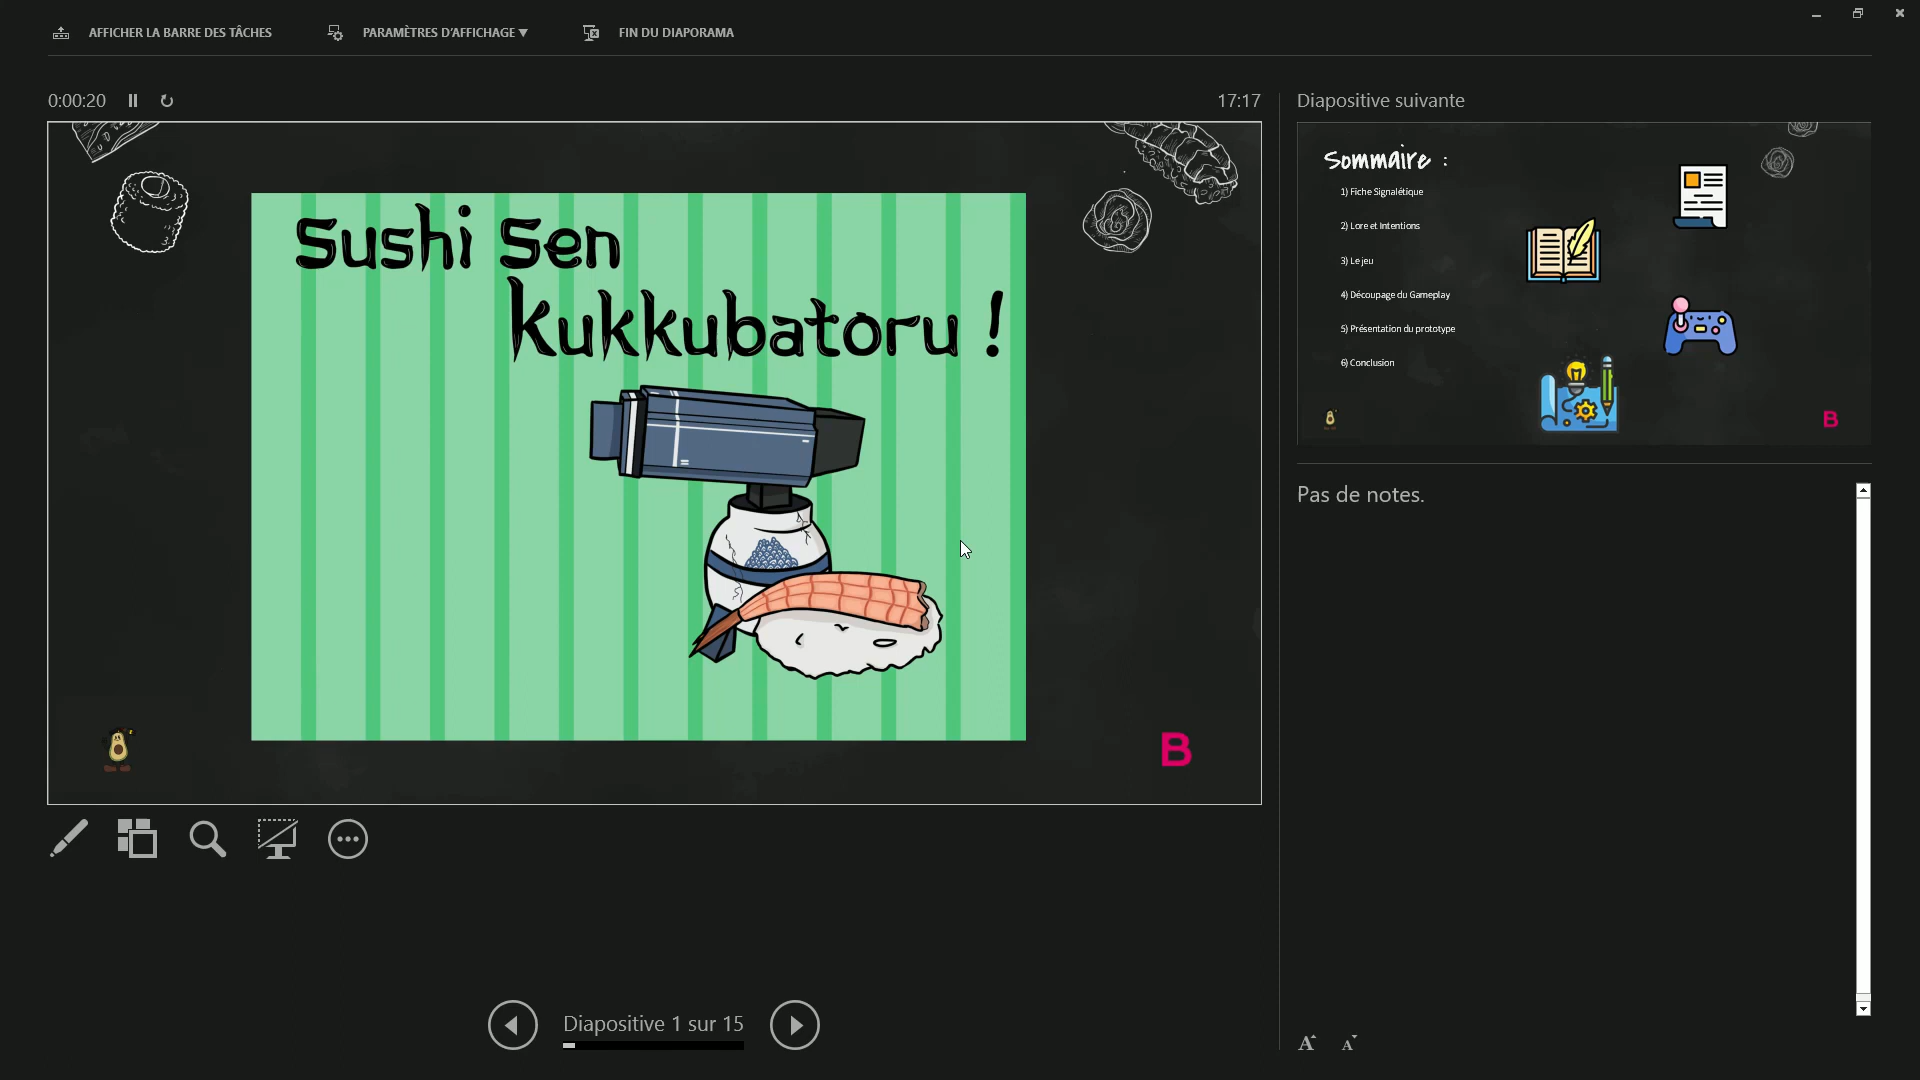 AFFICHER LA BARRE DES TÂCHES
PARAMÈTRES D'AFFICHAGE ▼
FIN DU DIAPORAMA
0:00:20
17:17
Sushi Sen
kukkubatoru !
B
Diapositive 1 sur 15
Diapositive suivante
Sommaire :
1) Fiche Signalétique
2) Lore et Intentions
3) Le jeu
4) Découpage du Gameplay
5) Présentation du prototype
6) Conclusion
B
Pas de notes.
A A